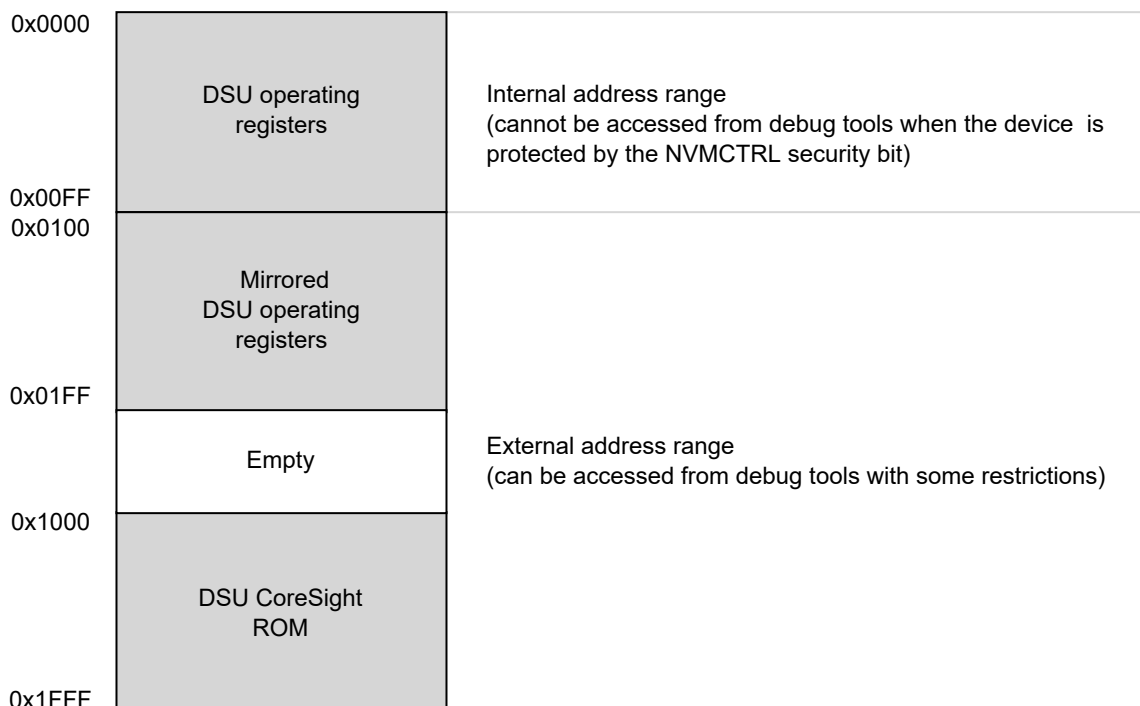 0x0000
DSU operating
registers
Internal address range
(cannot be accessed from debug tools when the device is
protected by the NVMCTRL security bit)
0x00FF
0x0100
Mirrored
DSU operating
registers
0x01FF
Empty
External address range
(can be accessed from debug tools with some restrictions)
0x1000
DSU CoreSight
ROM
0x1FFF